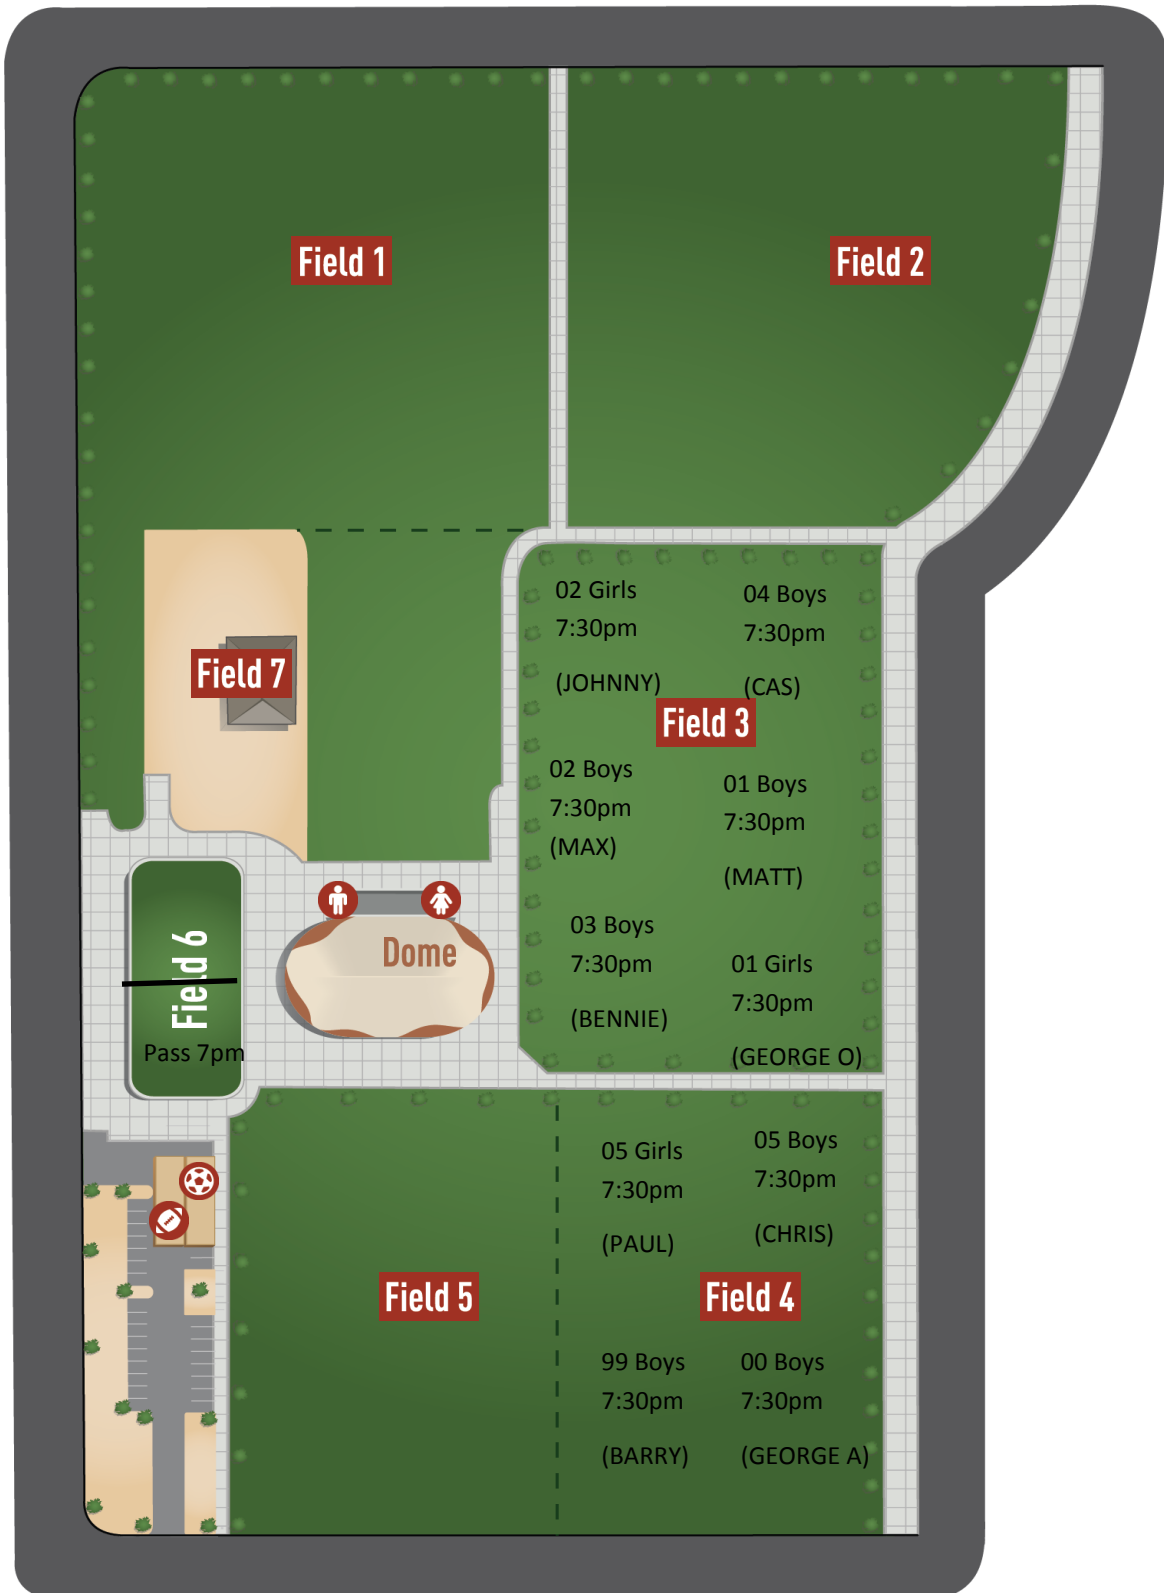 Field 1
Field 2
02 Girls
7:30pm
(JOHNNY)
04 Boys
7:30pm
(CAS)
Field 7
Field 3
02 Boys
7:30pm
(MAX)
01 Boys
7:30pm
(MATT)
03 Boys
7:30pm
(BENNIE)
01 Girls
7:30pm
(GEORGE O)
Dome
Field 6
Pass 7pm
05 Girls
7:30pm
(PAUL)
05 Boys
7:30pm
(CHRIS)
Field 5
Field 4
99 Boys
7:30pm
(BARRY)
00 Boys
7:30pm
(GEORGE A)